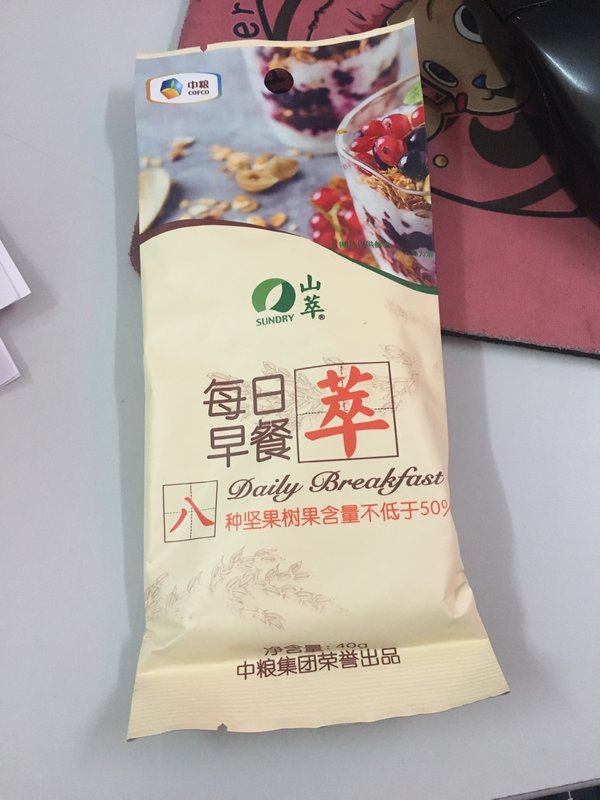 中粮
COFCO
山萃®
SUNDRY
每日
早餐
萃
Daily Breakfast
八
种坚果树果含量不低于50%
净含量: 40g
中粮集团荣誉出品